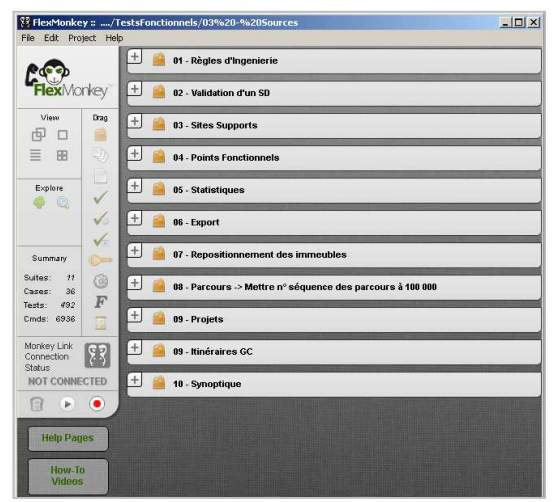 FlexMonkey :: ..../TestsFonctionnels/03%20-%20Sources
File Edit Project Help
FlexMonkey
View
Drag
Explore
Summary
Suites: 11
Cases: 36
Tests: 492
Cmds: 6936
Monkey Link
Connection
Status
NOT CONNECTED
Help Pages
How-To
Videos
01 - Règles d'Ingenierie
02 - Validation d'un SD
03 - Sites Supports
04 - Points Fonctionnels
05 - Statistiques
06 - Export
07 - Repositionnement des immeubles
08 - Parcours -> Mettre n° séquence des parcours à 100 000
09 - Projets
09 - Itinéraires GC
10 - Synoptique